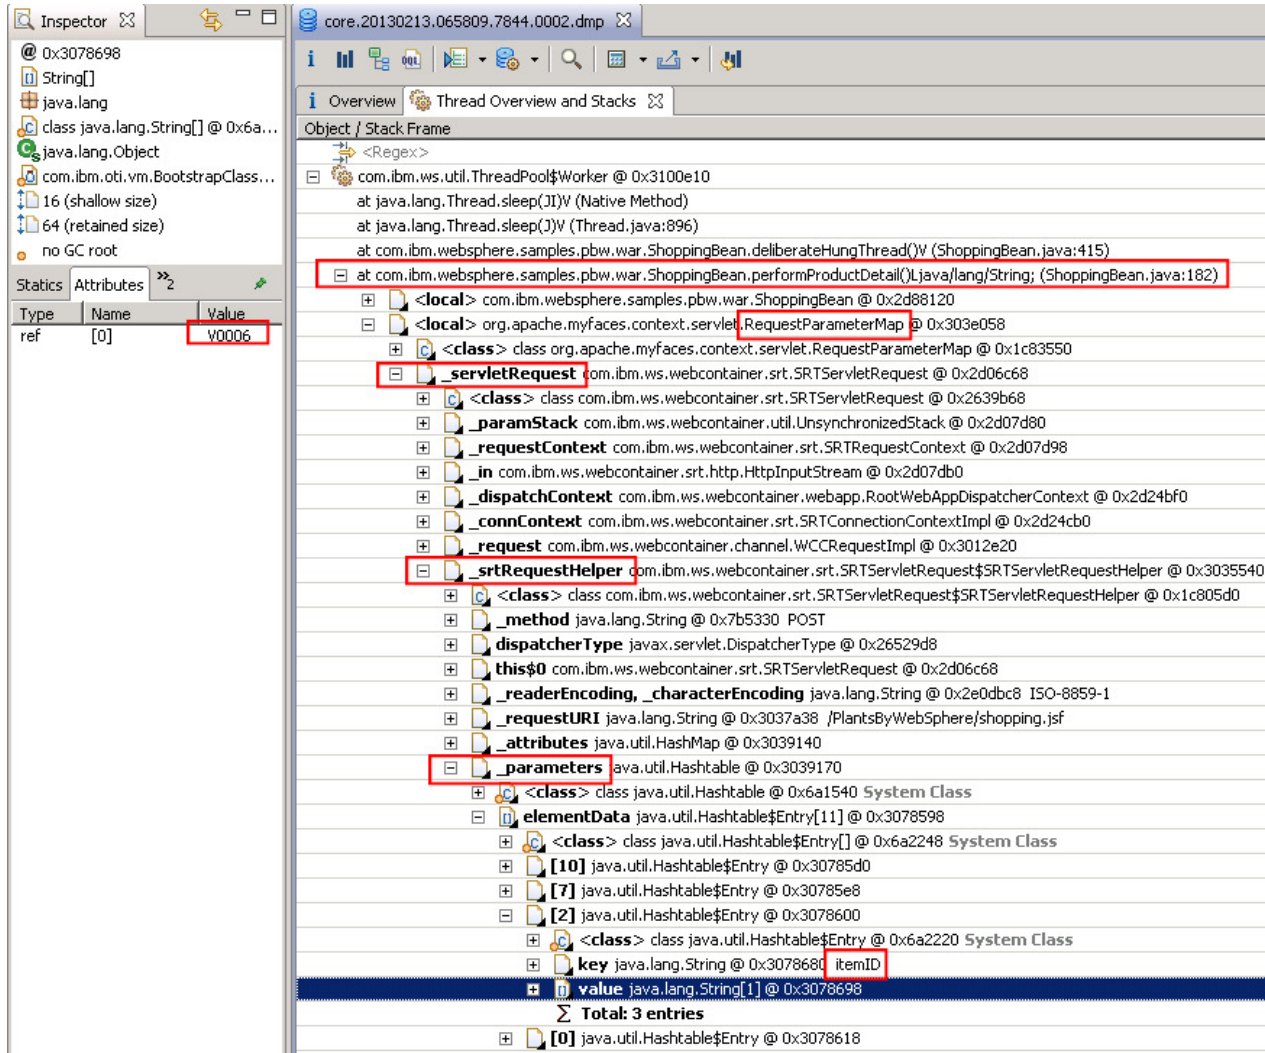 Inspector
@ 0x3078698
String[]
java.lang
class java.lang.String[] @ 0x6a...
java.lang.Object
com.ibm.oti.vm.BootstrapClass...
16 (shallow size)
64 (retained size)
no GC root
Statics Attributes »2
Type Name Value
ref [0] V0006
core.20130213.065809.7844.0002.dmp
i OQL
i Overview Thread Overview and Stacks
Object / Stack Frame
<Regex>
com.ibm.ws.util.ThreadPool$Worker @ 0x3100e10
at java.lang.Thread.sleep(JI)V (Native Method)
at java.lang.Thread.sleep(J)V (Thread.java:896)
at com.ibm.websphere.samples.pbw.war.ShoppingBean.deliberateHungThread()V (ShoppingBean.java:415)
at com.ibm.websphere.samples.pbw.war.ShoppingBean.performProductDetail()Ljava/lang/String; (ShoppingBean.java:182)
<local> com.ibm.websphere.samples.pbw.war.ShoppingBean @ 0x2d88120
<local> org.apache.myfaces.context.servlet.RequestParameterMap @ 0x303e058
<class> class org.apache.myfaces.context.servlet.RequestParameterMap @ 0x1c83550
_servletRequest com.ibm.ws.webcontainer.srt.SRTServletRequest @ 0x2d06c68
<class> class com.ibm.ws.webcontainer.srt.SRTServletRequest @ 0x2639b68
_paramStack com.ibm.ws.webcontainer.util.UnsynchronizedStack @ 0x2d07d80
_requestContext com.ibm.ws.webcontainer.srt.SRTRequestContext @ 0x2d07d98
_in com.ibm.ws.webcontainer.srt.http.HttpInputStream @ 0x2d07db0
_dispatchContext com.ibm.ws.webcontainer.webapp.RootWebAppDispatcherContext @ 0x2d24bf0
_connContext com.ibm.ws.webcontainer.srt.SRTConnectionContextImpl @ 0x2d24cb0
_request com.ibm.ws.webcontainer.channel.WCCRequestImpl @ 0x3012e20
_srtRequestHelper com.ibm.ws.webcontainer.srt.SRTServletRequest$SRTServletRequestHelper @ 0x3035540
<class> class com.ibm.ws.webcontainer.srt.SRTServletRequest$SRTServletRequestHelper @ 0x1c805d0
_method java.lang.String @ 0x7b5330 POST
dispatcherType javax.servlet.DispatcherType @ 0x26529d8
this$0 com.ibm.ws.webcontainer.srt.SRTServletRequest @ 0x2d06c68
_readerEncoding, _characterEncoding java.lang.String @ 0x2e0dbc8 ISO-8859-1
_requestURI java.lang.String @ 0x3037a38 /PlantsByWebSphere/shopping.jsf
_attributes java.util.HashMap @ 0x3039140
_parameters java.util.Hashtable @ 0x3039170
<class> class java.util.Hashtable @ 0x6a1540 System Class
elementData java.util.Hashtable$Entry[11] @ 0x3078598
<class> class java.util.Hashtable$Entry[] @ 0x6a2248 System Class
[10] java.util.Hashtable$Entry @ 0x30785d0
[7] java.util.Hashtable$Entry @ 0x30785e8
[2] java.util.Hashtable$Entry @ 0x3078600
<class> class java.util.Hashtable$Entry @ 0x6a2220 System Class
key java.lang.String @ 0x3078680 itemID
value java.lang.String[1] @ 0x3078698
Σ Total: 3 entries
[0] java.util.Hashtable$Entry @ 0x3078618